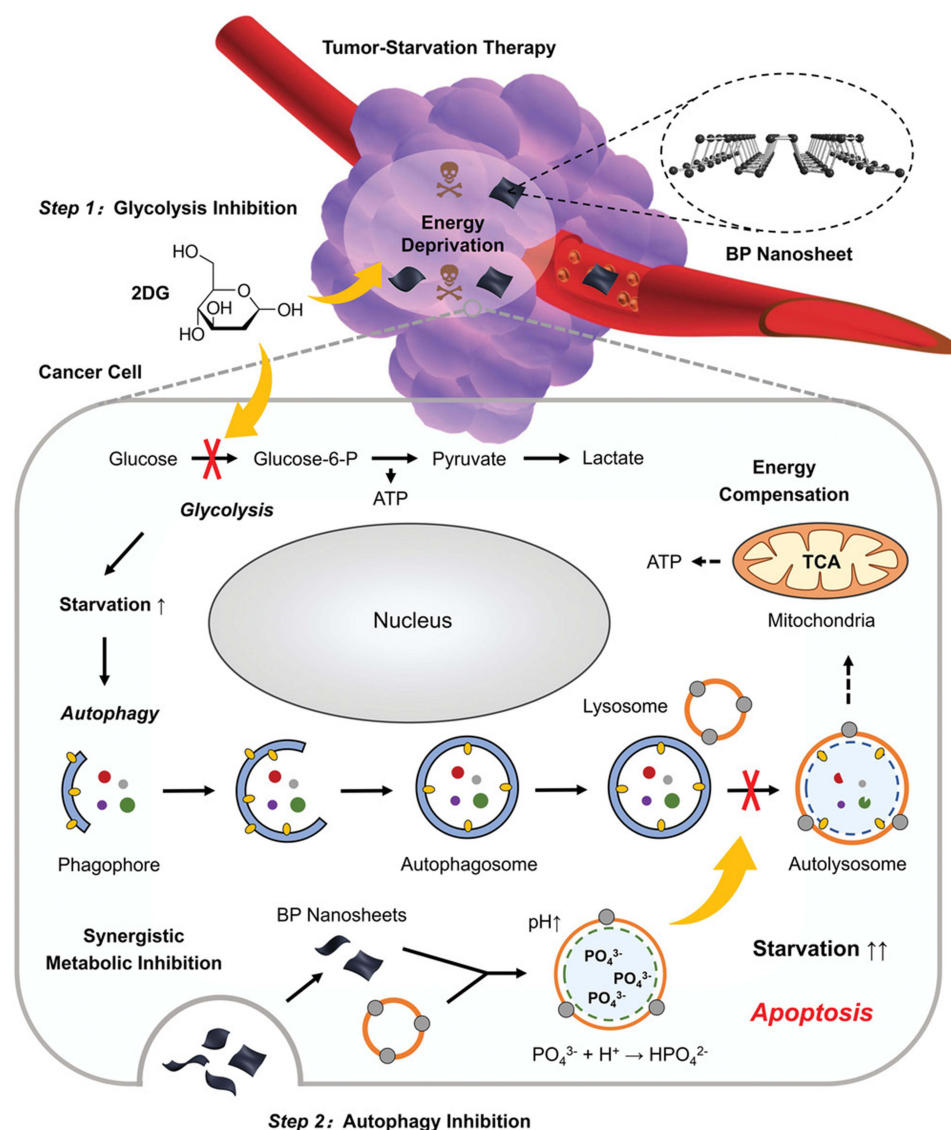 Tumor-Starvation Therapy
Step 1： Glycolysis Inhibition
HO
2DG
O
OH
HO
OH
Energy
Deprivation
BP Nanosheet
Cancer Cell
Glucose
Glucose-6-P
Pyruvate
Lactate
ATP
Glycolysis
Energy
Compensation
ATP
TCA
Mitochondria
Starvation ↑
Nucleus
Autophagy
Lysosome
Phagophore
Autophagosome
Autolysosome
BP Nanosheets
Synergistic
Metabolic Inhibition
pH↑
PO₄³⁻
PO₄³⁻
PO₄³⁻
Starvation ↑↑
Apoptosis
PO₄³⁻ + H⁺ → HPO₄²⁻
Step 2： Autophagy Inhibition